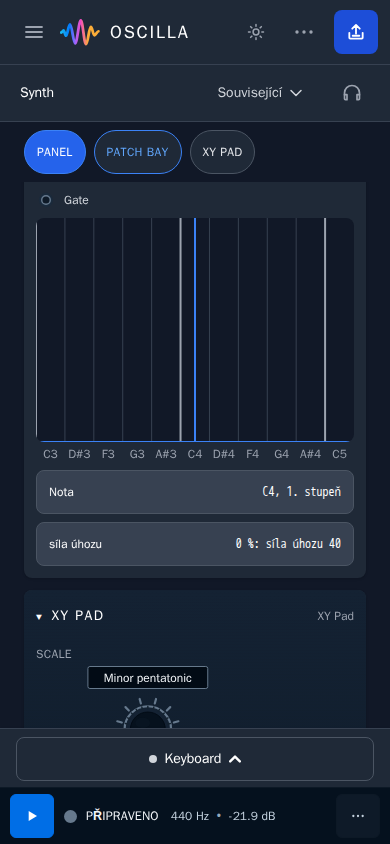 OSCILLA
Synth
Související
PANEL
PATCH BAY
XY PAD
Gate
C3 D#3 F3 G3 A#3 C4 D#4 F4 G4 A#4 C5
Nota
C4, 1. stupeň
síla úhozu
0 %: síla úhozu 40
XY PAD
XY Pad
SCALE
Minor pentatonic
Keyboard
PŘIPRAVENO 440 Hz • -21.9 dB